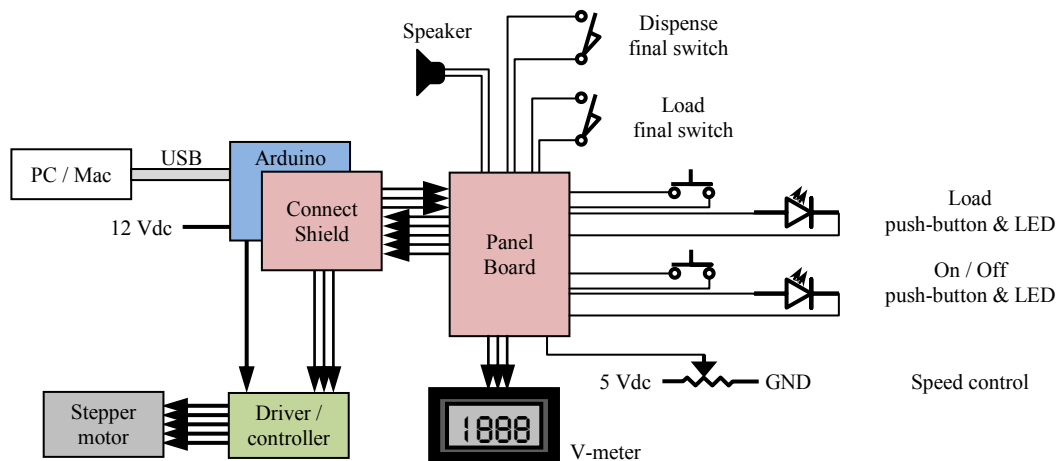 Speaker
Dispense
final switch
Load
final switch
PC / Mac
USB
Arduino
Connect
Shield
12 Vdc
Panel
Board
Load
push-button & LED
On / Off
push-button & LED
5 Vdc
GND
Speed control
Stepper
motor
Driver /
controller
1888
V-meter